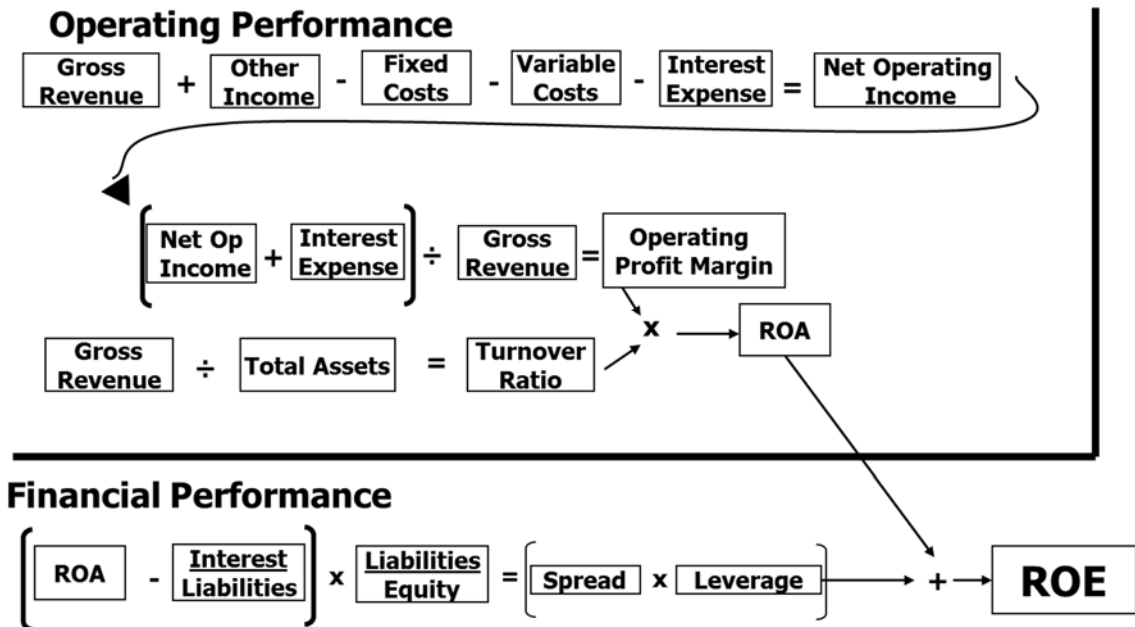 Operating Performance
Gross Revenue + Other Income - Fixed Costs - Variable Costs - Interest Expense = Net Operating Income
[Net Op Income + Interest Expense] ÷ Gross Revenue = Operating Profit Margin
x → ROA
Gross Revenue ÷ Total Assets = Turnover Ratio
Financial Performance
[ROA - Interest Liabilities] x Liabilities Equity = (Spread x Leverage) + ROE